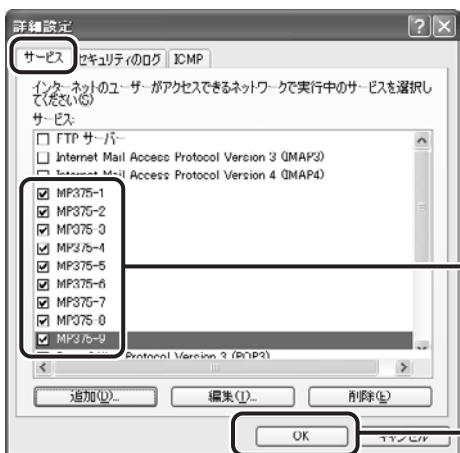 詳細設定
サービス セキュリティのログ ICMP
インターネットのユーザーがアクセスできるネットワークで実行中のサービスを選択し
てください(S)
サービス:
FTP サーバー
Internet Mail Access Protocol Version 3 (IMAP3)
Internet Mail Access Protocol Version 4 (IMAP4)
MP375-1
MP375-2
MP375-3
MP375-4
MP375-5
MP375-6
MP375-7
MP375-8
MP375-9
Protocol Version 3 (POP3)
追加(D)... 編集(T)... 削除(E)
OK キャンセル